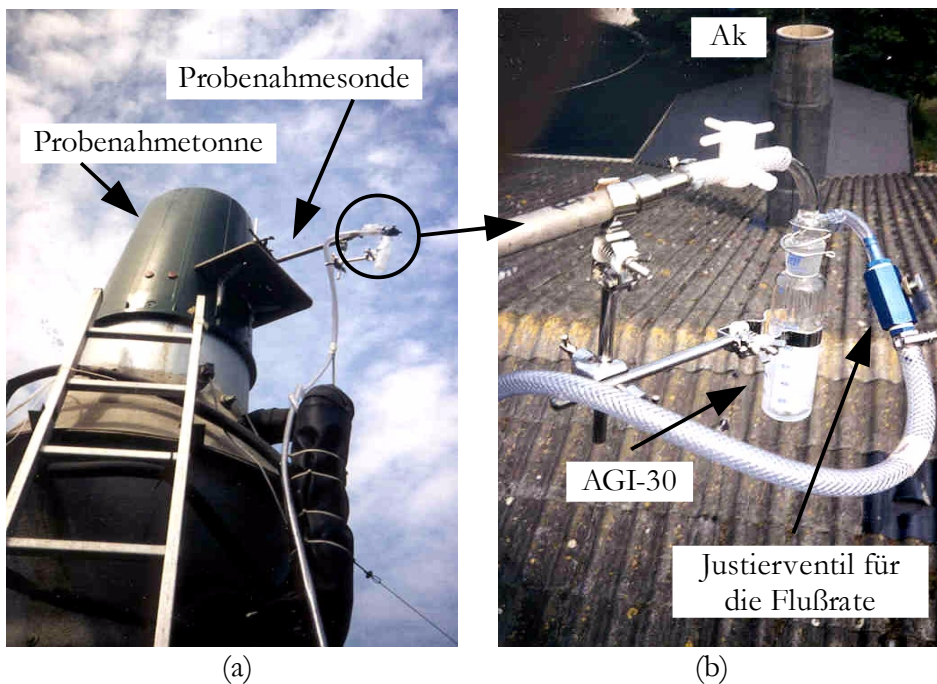 Probenahmesonde
Probenahmetonne
(a)
Ak
AGI-30
Justierventil für
die Flußrate
(b)